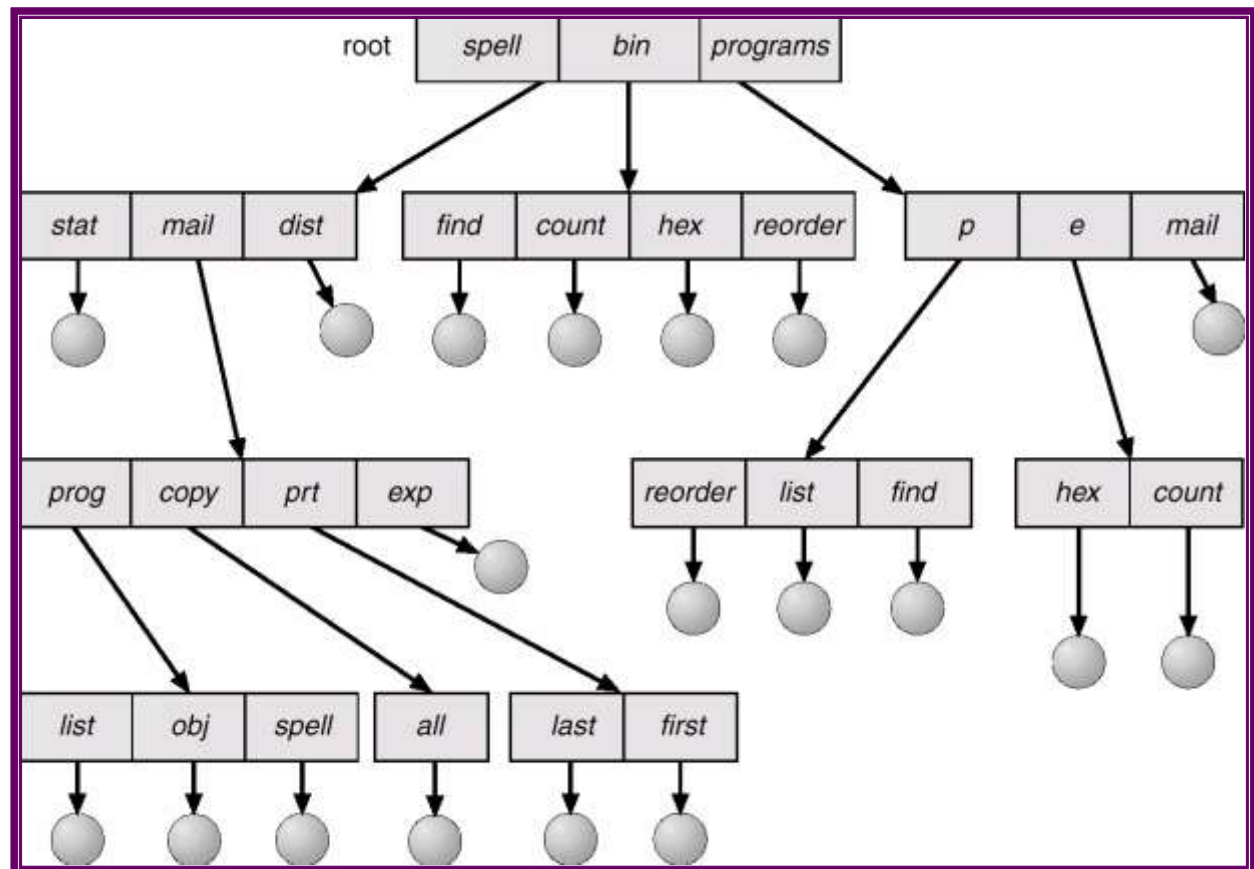 root spell bin programs
stat mail dist find count hex reorder p e mail
prog copy prt exp reorder list find hex count
list obj spell all last first